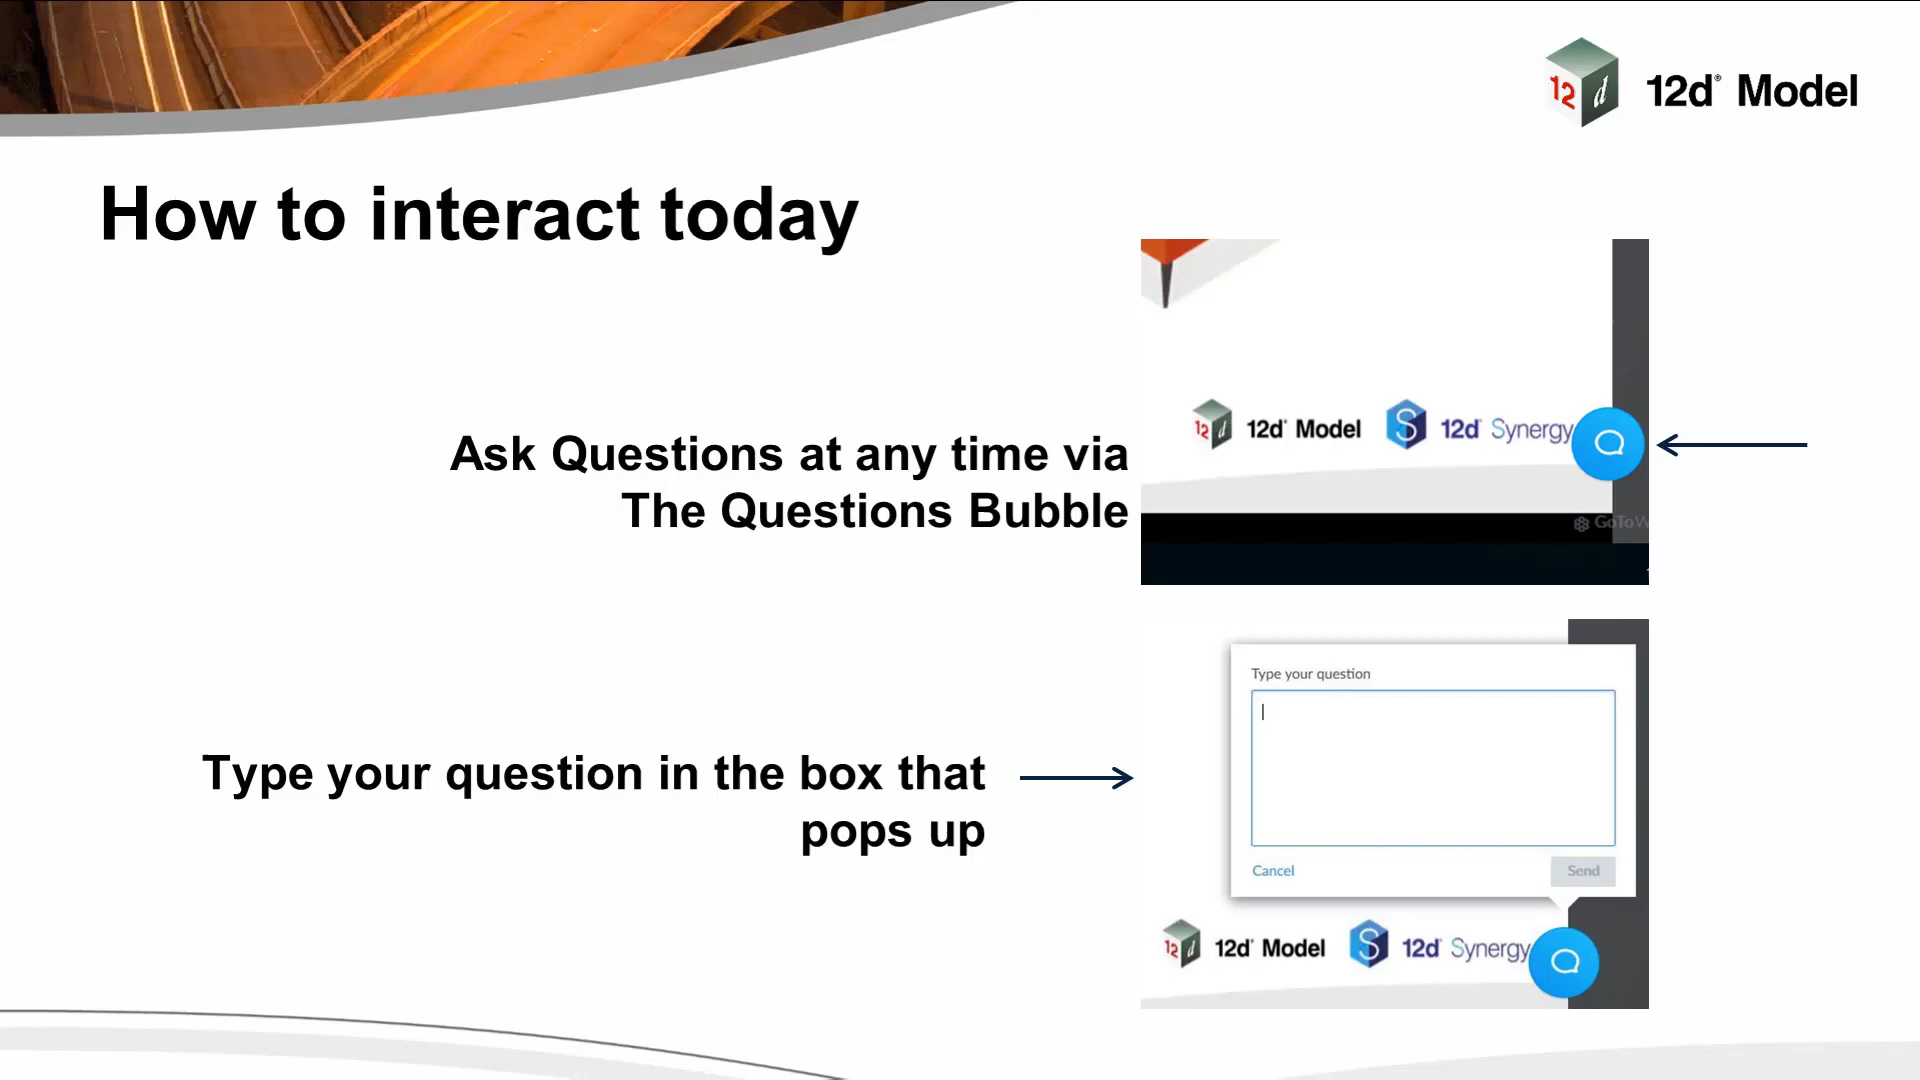 12d® Model
How to interact today
12d® Model
12d® Synergy
Ask Questions at any time via
The Questions Bubble
GoToW
Type your question
Type your question in the box that
pops up
Cancel
Send
12d® Model
12d® Synergy